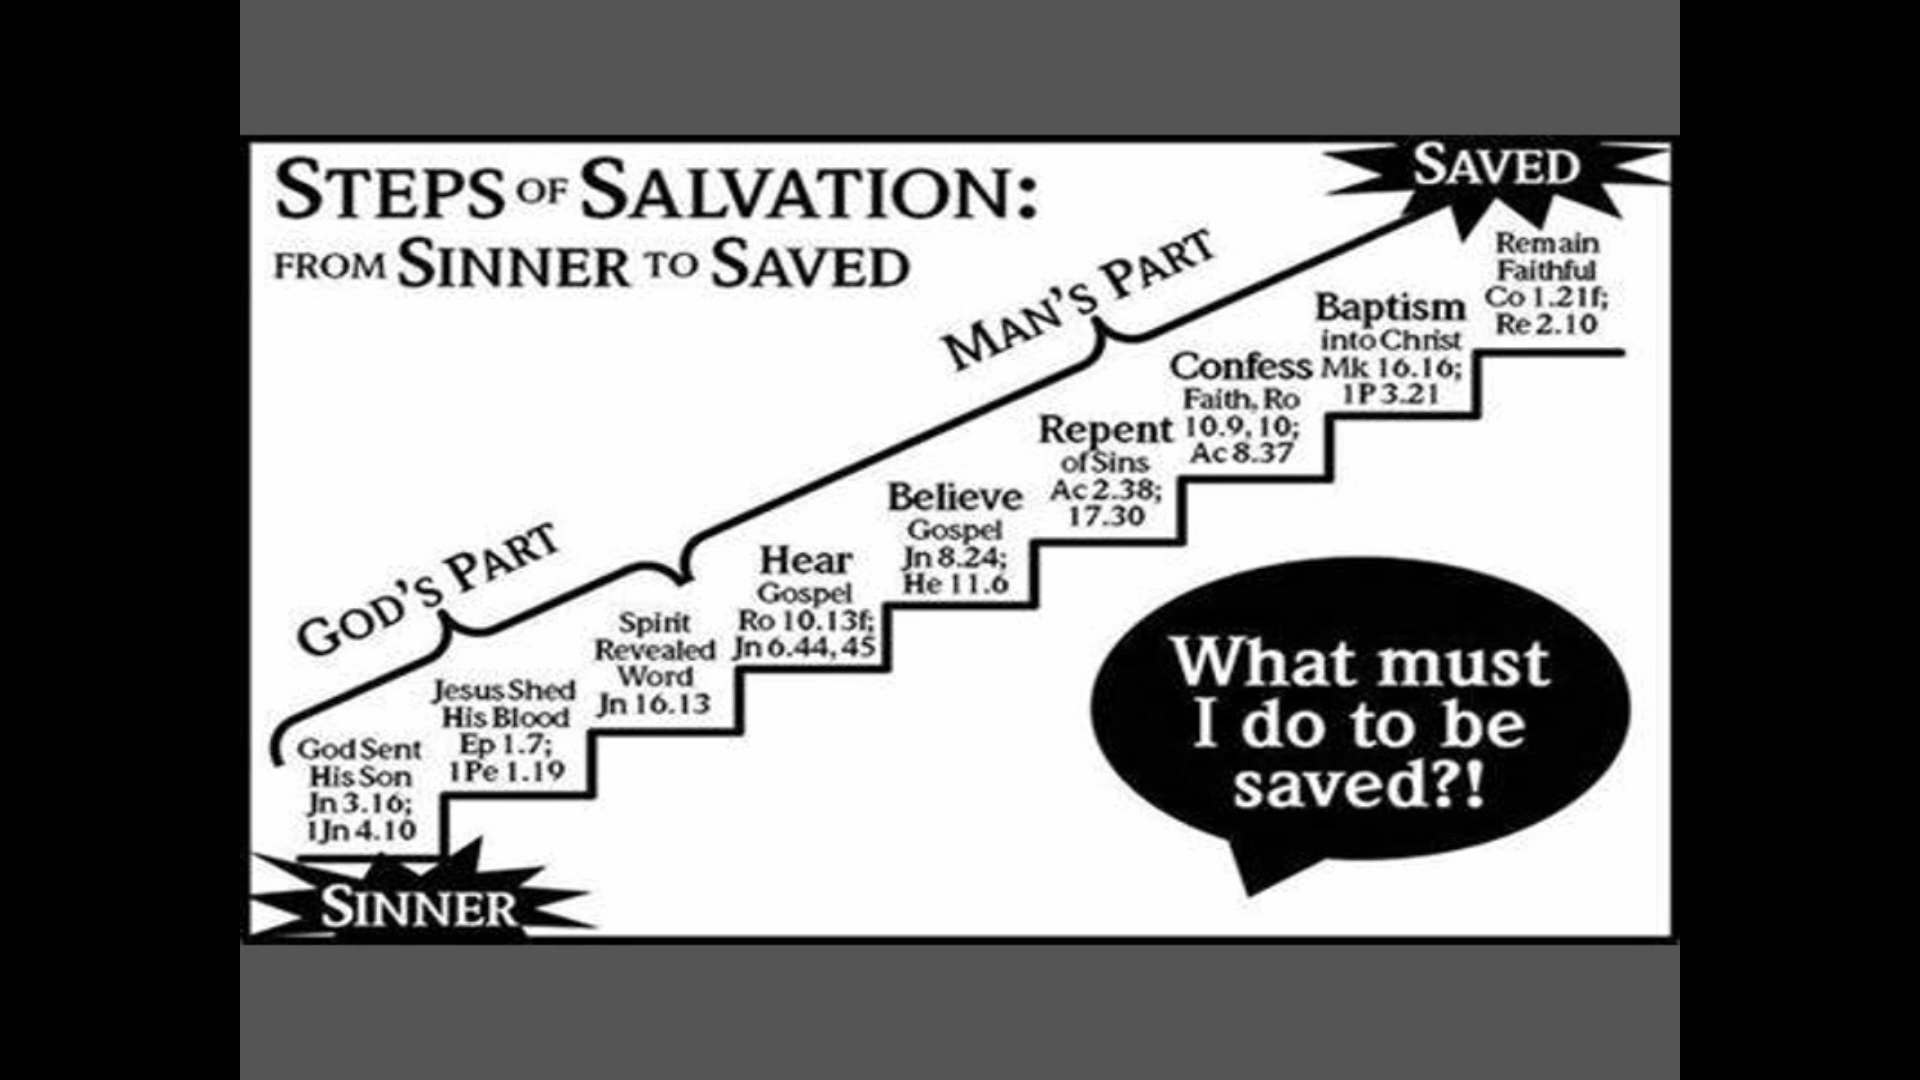 STEPS OF SALVATION:
FROM SINNER TO SAVED
SAVED
MAN'S PART
GOD'S PART
God Sent
His Son
Jn 3.16;
1Jn 4.10
Jesus Shed
His Blood
Ep 1.7;
1Pe 1.19
Spirit
Revealed
Word
Jn 16.13
Hear
Gospel
Ro 10.13f;
Jn 6.44, 45
Believe
Gospel
Jn 8.24;
He 11.6
Repent
of Sins
Ac 2.38;
17.30
Confess
Faith, Ro
10.9, 10;
Ac 8.37
Baptism
into Christ
Mk 16.16;
1P 3.21
Remain
Faithful
Co 1.21f;
Re 2.10
What must
I do to be
saved?!
SINNER